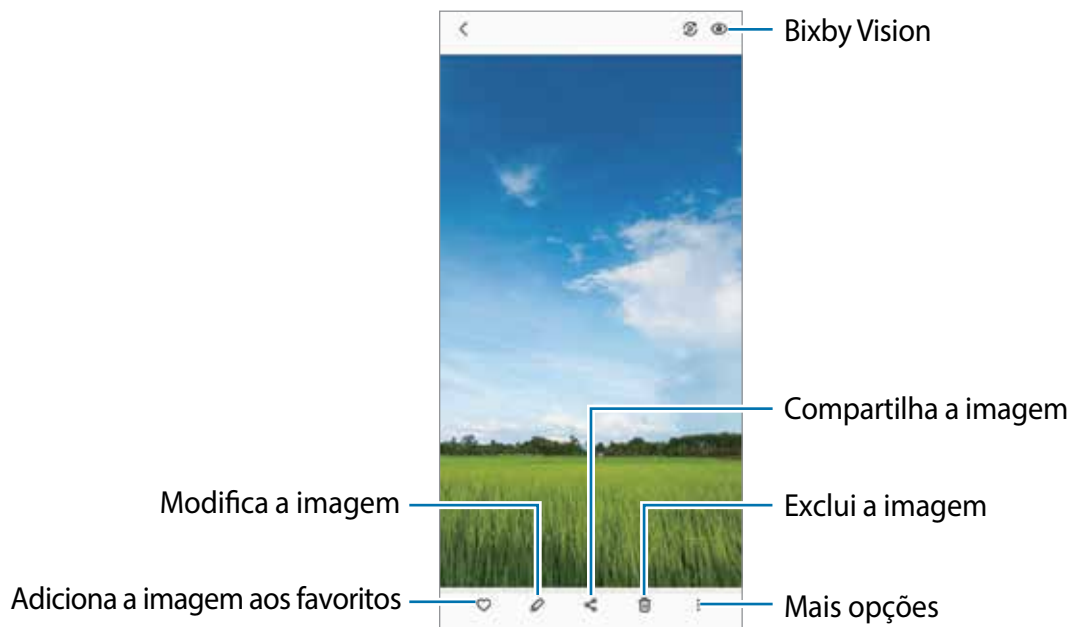 Bixby Vision
Compartilha a imagem
Modifica a imagem
Exclui a imagem
Adiciona a imagem aos favoritos
Mais opções